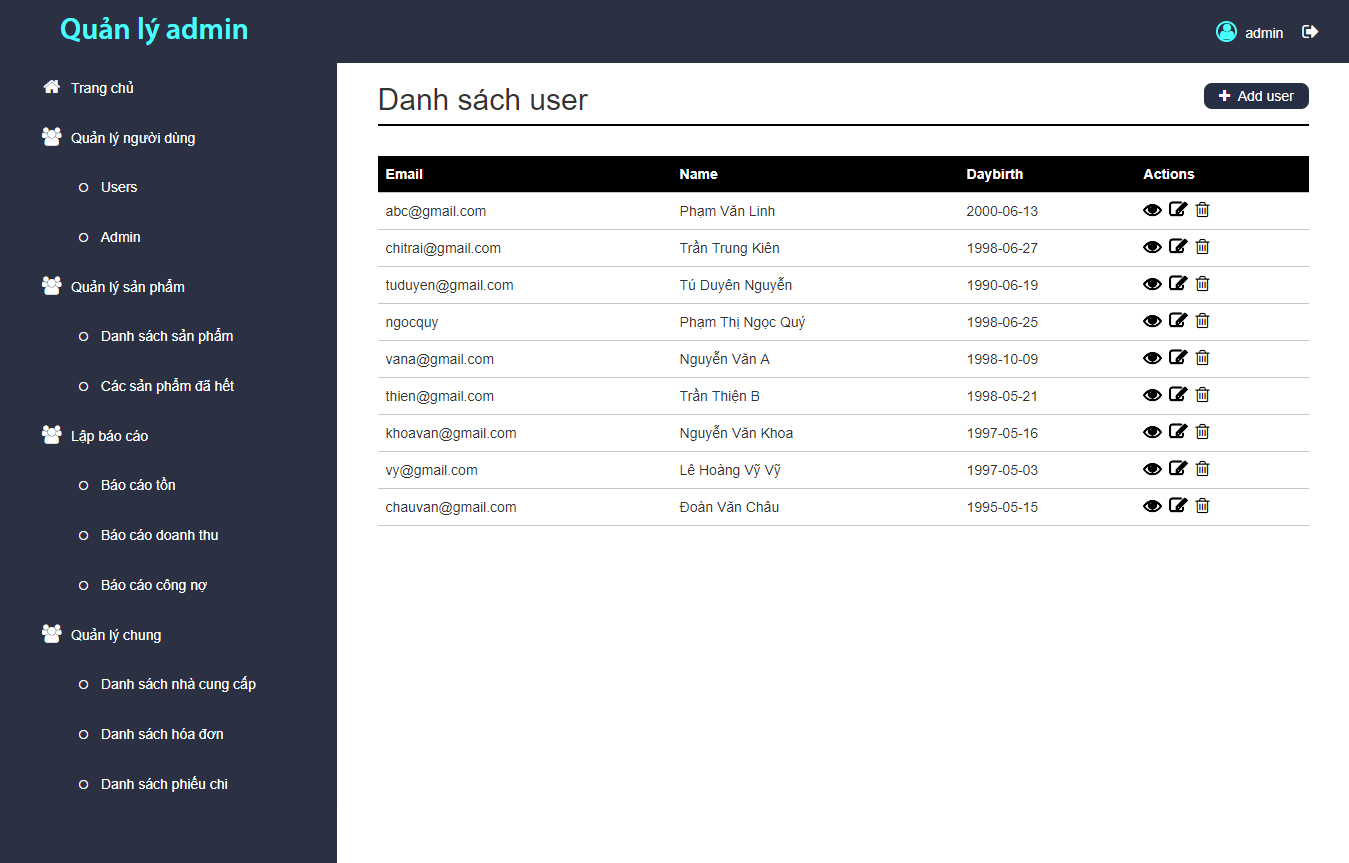 Quản lý admin
admin
Trang chủ
Quản lý người dùng
Users
Admin
Quản lý sản phẩm
Danh sách sản phẩm
Các sản phẩm đã hết
Lập báo cáo
Báo cáo tồn
Báo cáo doanh thu
Báo cáo công nợ
Quản lý chung
Danh sách nhà cung cấp
Danh sách hóa đơn
Danh sách phiếu chi
Danh sách user
Add user
Email Name Daybirth Actions
abc@gmail.com Phạm Văn Linh 2000-06-13
chitrai@gmail.com Trần Trung Kiên 1998-06-27
tuduyen@gmail.com Tú Duyên Nguyễn 1990-06-19
ngocquy Phạm Thị Ngọc Quý 1998-06-25
vana@gmail.com Nguyễn Văn A 1998-10-09
thien@gmail.com Trần Thiện B 1998-05-21
khoavan@gmail.com Nguyễn Văn Khoa 1997-05-16
vy@gmail.com Lê Hoàng Vỹ Vỹ 1997-05-03
chauvan@gmail.com Đoàn Văn Châu 1995-05-15